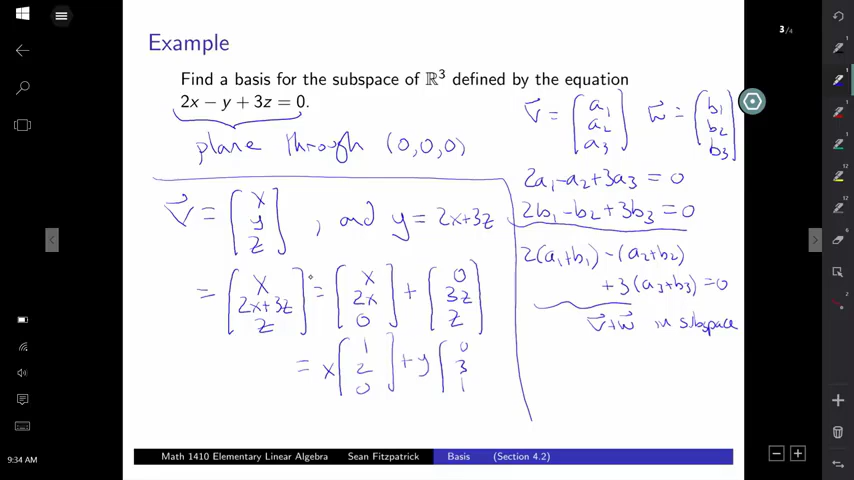 3/4
Example
Find a basis for the subspace of ℝ³ defined by the equation
2x − y + 3z = 0.
plane through (0,0,0)
v⃗ = [x y z], and y = 2x+3z
= [x 2x+3z z] = [x 2x 0] + [0 3z z]
= x[1 2 0] + y[0 3 1
v⃗ = [a₁ a₂ a₃] w⃗ = [b₁ b₂ b₃]
2a₁-a₂+3a₃ = 0
2b₁-b₂+3b₃ = 0
2(a₁+b₁) -(a₂+b₂)
+3(a₃+b₃) = 0
v⃗+w⃗ in subspace
Math 1410 Elementary Linear Algebra Sean Fitzpatrick Basis (Section 4.2)
9:34 AM